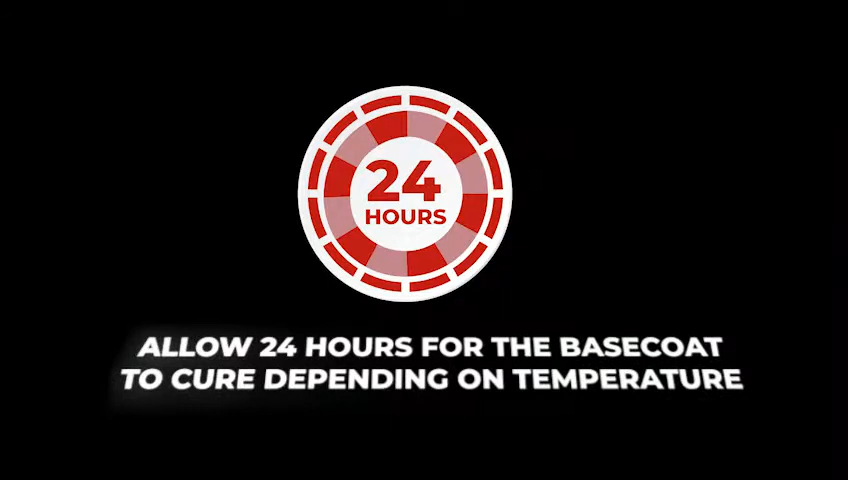 24
HOURS
ALLOW 24 HOURS FOR THE BASECOAT
TO CURE DEPENDING ON TEMPERATURE